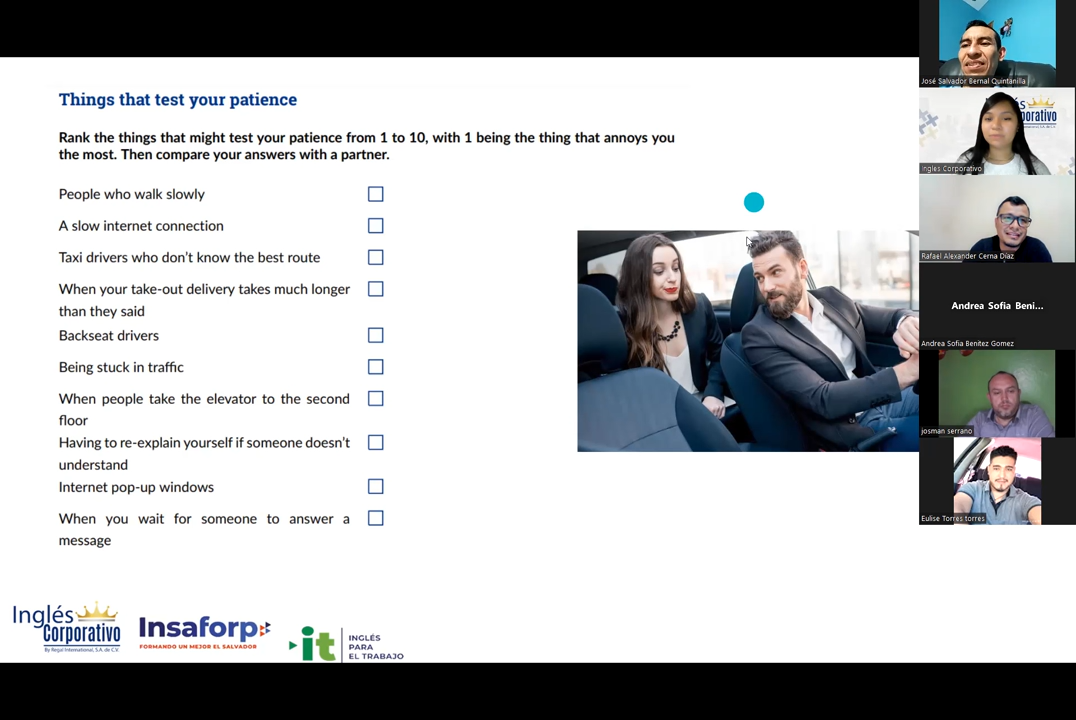 Things that test your patience
Rank the things that might test your patience from 1 to 10, with 1 being the thing that annoys you
the most. Then compare your answers with a partner.
People who walk slowly
A slow internet connection
Taxi drivers who don't know the best route
When your take-out delivery takes much longer
than they said
Backseat drivers
Being stuck in traffic
When people take the elevator to the second
floor
Having to re-explain yourself if someone doesn't
understand
Internet pop-up windows
When you wait for someone to answer a
message
Inglés
Corporativo
By Regal International, S.A. de C.V.
Insaforp
FORMANDO UN MEJOR EL SALVADOR
it
INGLÉS
PARA
EL TRABAJO
José Salvador Bernal Quintanilla
Ingles Corporativo
Rafael Alexander Cerna Díaz
Andrea Sofia Beni...
Andrea Sofia Benitez Gomez
josman serrano
Eulise Torres torres